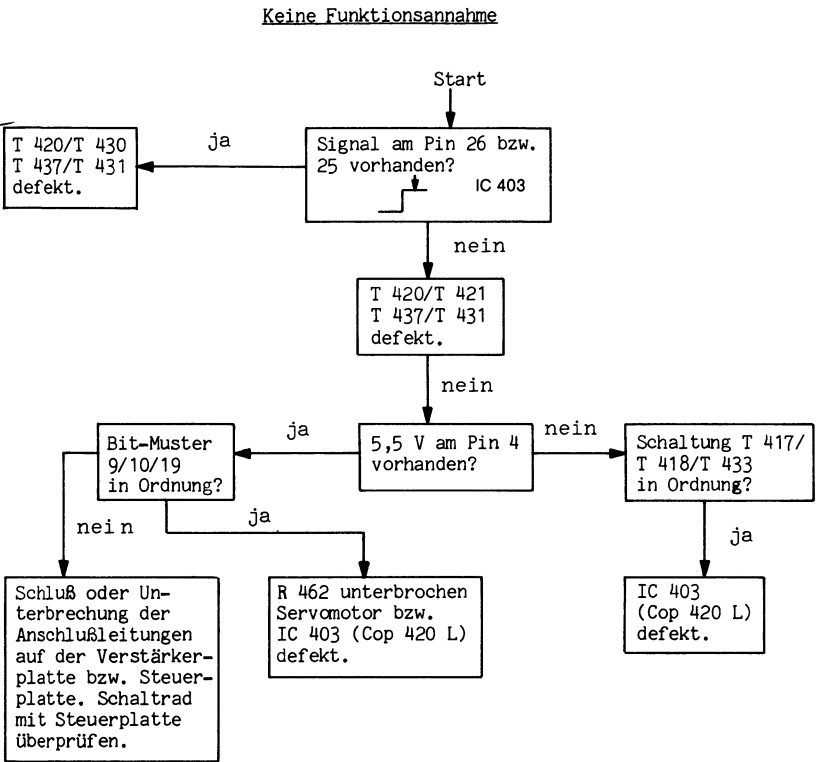 Keine Funktionsannahme
Start
T 420/T 430
T 437/T 431
defekt.
ja
Signal am Pin 26 bzw.
25 vorhanden?
IC 403
nein
T 420/T 421
T 437/T 431
defekt.
nein
Bit-Muster
9/10/19
in Ordnung?
ja
5,5 V am Pin 4
vorhanden?
nein
Schaltung T 417/
T 418/T 433
in Ordnung?
nein
ja
ja
Schluß oder Un-
terbrechung der
Anschlußleitungen
auf der Verstärker-
platte bzw. Steuer-
platte. Schaltrad
mit Steuerplatte
überprüfen.
R 462 unterbrochen
Servomotor bzw.
IC 403 (Cop 420 L)
defekt.
IC 403
(Cop 420 L)
defekt.